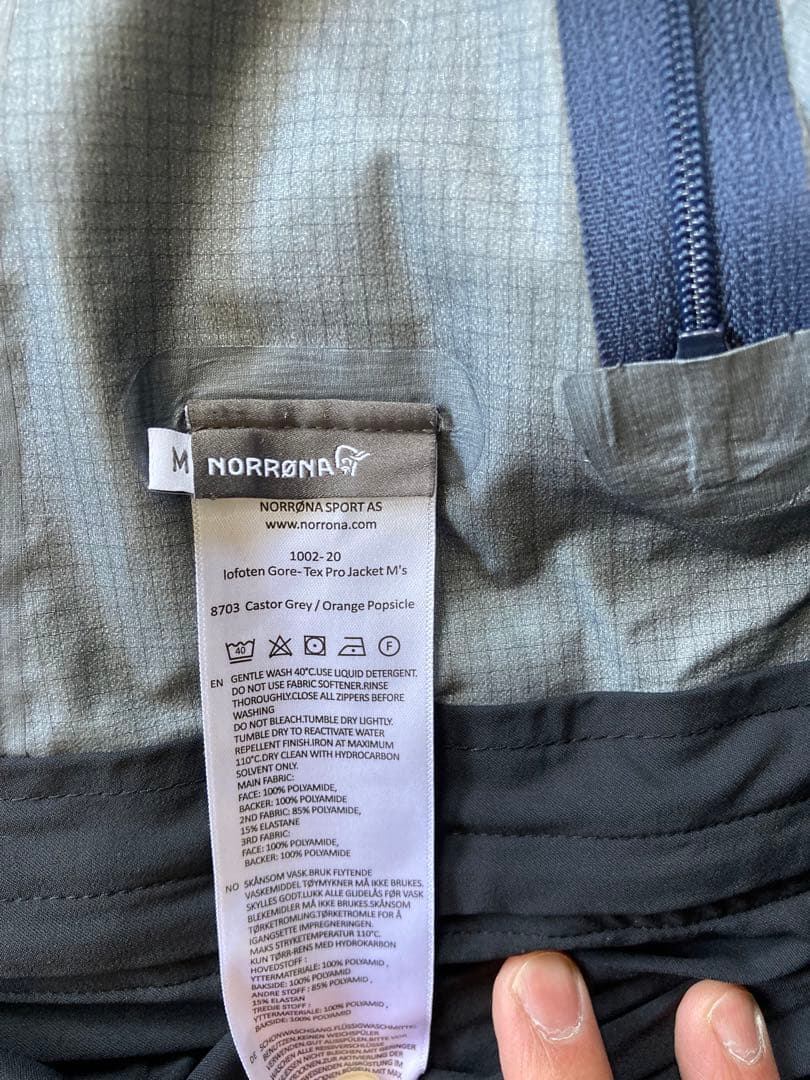 M
NORRØNA
NORRØNA SPORT AS
www.norrona.com
1002-20
lofoten Gore-Tex Pro Jacket M's
8703 Castor Grey / Orange Popsicle
40
F
EN GENTLE WASH 40°C.USE LIQUID DETERGENT.
DO NOT USE FABRIC SOFTENER.RINSE
THOROUGHLY.CLOSE ALL ZIPPERS BEFORE
WASHING
DO NOT BLEACH.TUMBLE DRY LIGHTLY.
TUMBLE DRY TO REACTIVATE WATER
REPELLENT FINISH.IRON AT MAXIMUM
110°C.DRY CLEAN WITH HYDROCARBON
SOLVENT ONLY.
MAIN FABRIC:
FACE: 100% POLYAMIDE,
BACKER: 100% POLYAMIDE
2ND FABRIC: 85% POLYAMIDE,
15% ELASTANE
3RD FABRIC:
FACE: 100% POLYAMIDE,
BACKER: 100% POLYAMIDE
NO SKÅNSOM VASK.BRUK FLYTENDE
VASKEMIDDEL.TØYMYKNER MÅ IKKE BRUKES.
SKYLLES GODT.LUKK ALLE GLIDELÅS FØR VASK
BLEKEMIDLER MÅ IKKE BRUKES.SKÅNSOM
TØRKETROMLING.TØRKETROMLE FOR Å
IGANGSETTE IMPREGNERINGEN.
MAKS STRYKETEMPERATUR 110°C.
KUN TØRR-RENS MED HYDROKARBON
HOVEDSTOFF :
YTTERMATERIALE: 100% POLYAMID ,
BAKSIDE: 100% POLYAMID
ANDRE STOFF : 85% POLYAMID ,
15% ELASTAN
TREDJE STOFF :
YTTERMATERIALE: 100% POLYAMID ,
BAKSIDE: 100% POLYAMID
DE SCHONWASCHGANG.FLÜSSIGWASCHMITTEL
BENUTZEN.KEINEN WEICHSPÜLER